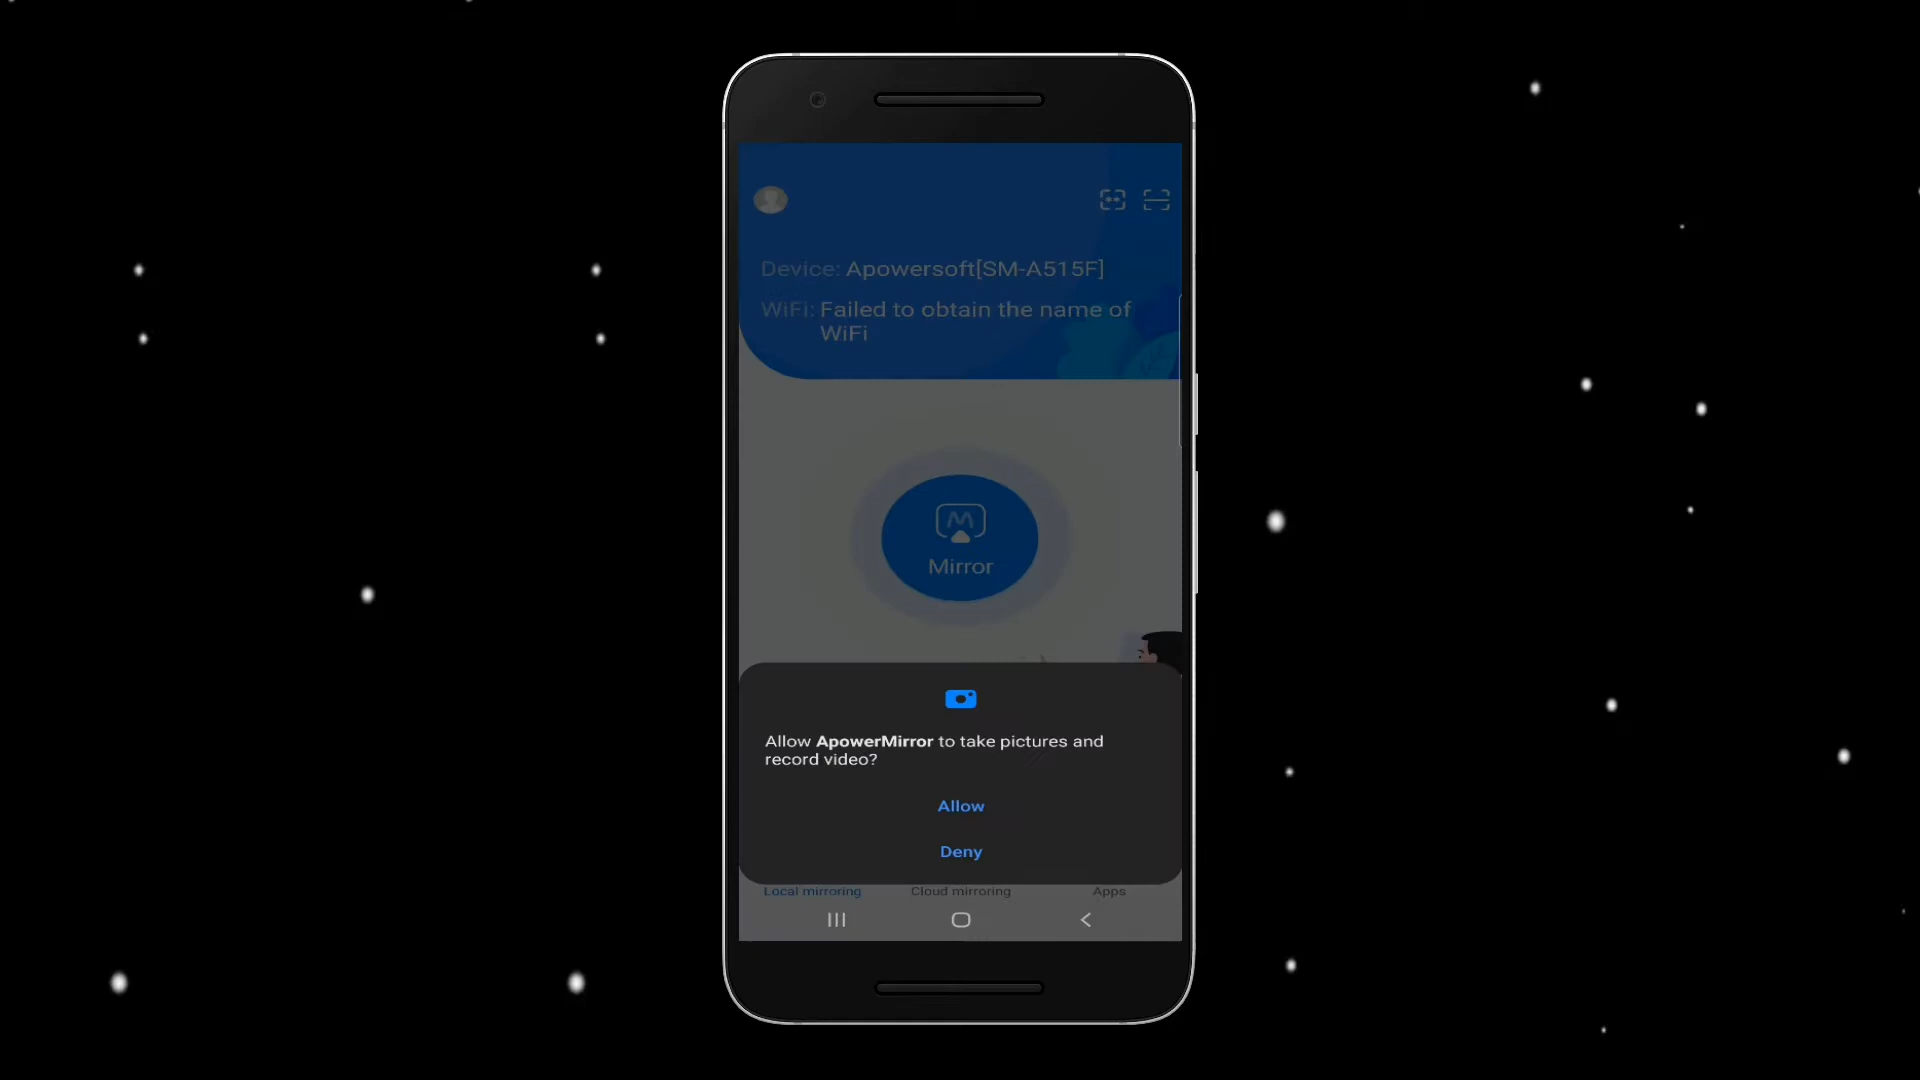 Device: Apowersoft[SM-A515F]
WiFi: Failed to obtain the name of
WiFi
Mirror
Allow ApowerMirror to take pictures and
record video?
Allow
Deny
Local mirroring Cloud mirroring Apps